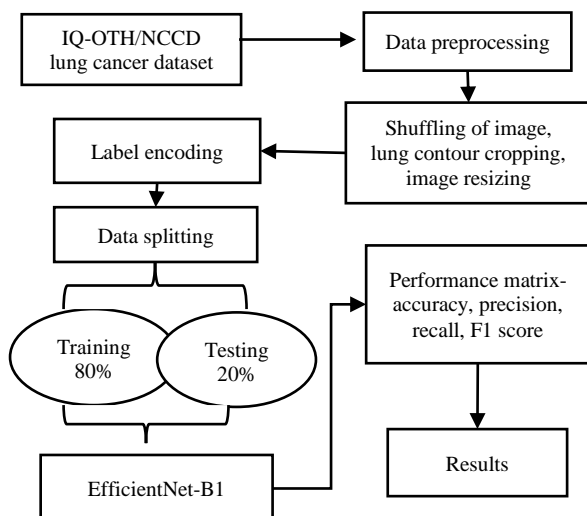 IQ-OTH/NCCD
lung cancer dataset
Data preprocessing
Shuffling of image,
lung contour cropping,
image resizing
Label encoding
Data splitting
Training
80%
Testing
20%
EfficientNet-B1
Performance matrix-
accuracy, precision,
recall, F1 score
Results